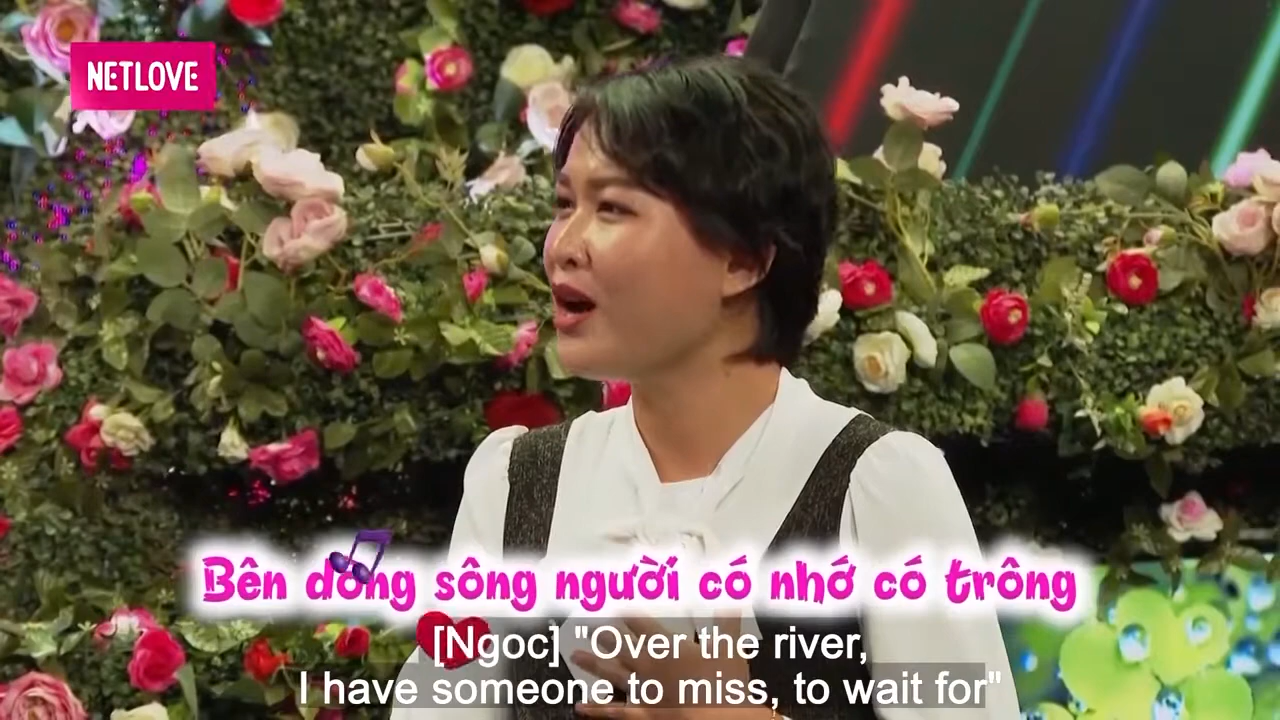 NETLOVE
Bên dòng sông người có nhớ có trông
[Ngoc] "Over the river,
I have someone to miss, to wait for"